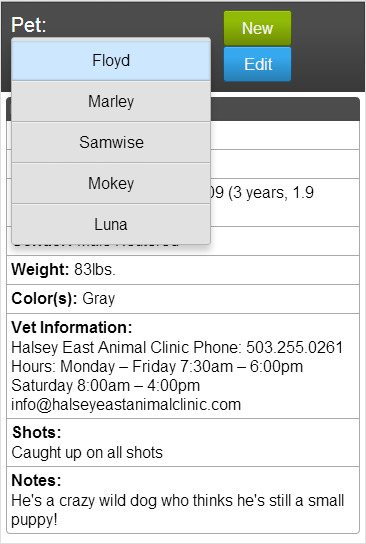 Pet:
New
Edit
Floyd
Marley
Samwise
Mokey
Luna
09 (3 years, 1.9
Weight: 83lbs.
Color(s): Gray
Vet Information:
Halsey East Animal Clinic Phone: 503.255.0261
Hours: Monday – Friday 7:30am – 6:00pm
Saturday 8:00am – 4:00pm
info@halseyeastanimalclinic.com
Shots:
Caught up on all shots
Notes:
He's a crazy wild dog who thinks he's still a small
puppy!